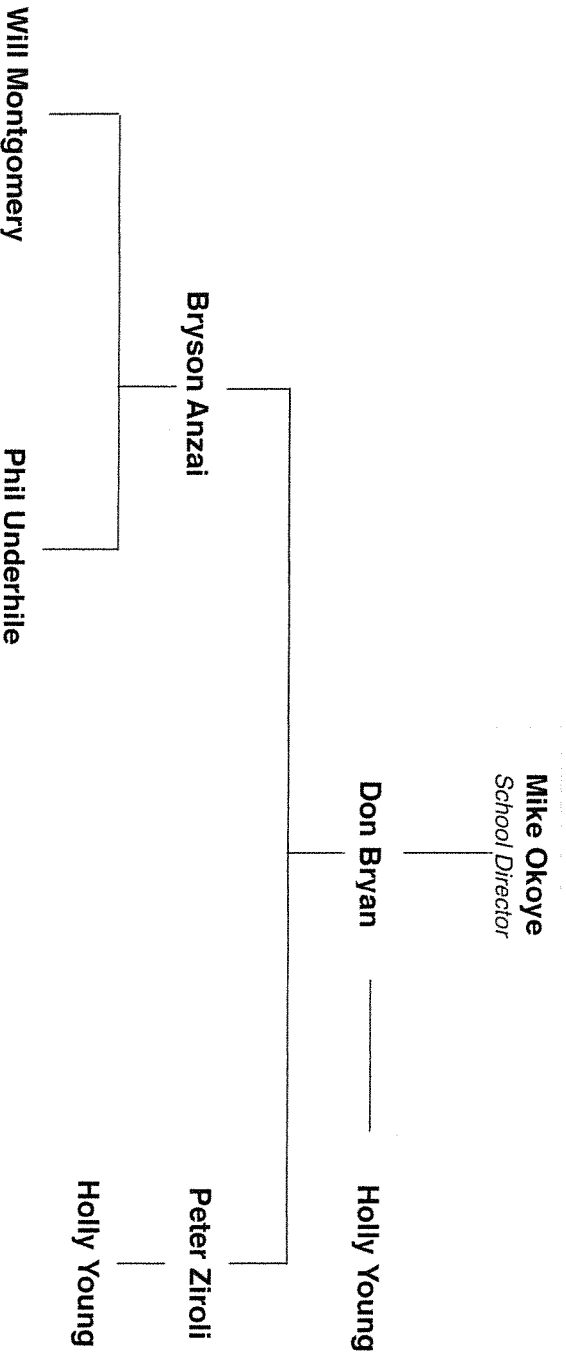 Mike Okoye
School Director
Don Bryan
Holly Young
Bryson Anzai
Peter Ziroli
Holly Young
Will Montgomery
Phil Underhile